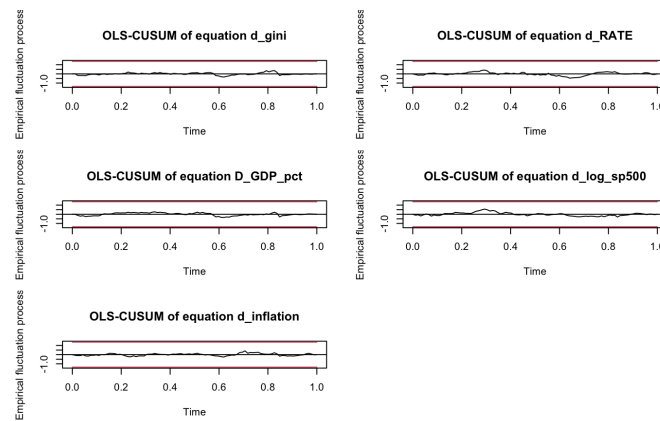 OLS-CUSUM of equation d_gini
Empirical fluctuation process
-1.0
0.0 0.2 0.4 0.6 0.8 1.0
Time
OLS-CUSUM of equation d_RATE
Empirical fluctuation process
-1.0
0.0 0.2 0.4 0.6 0.8 1.0
Time
OLS-CUSUM of equation D_GDP_pct
Empirical fluctuation process
-1.0
0.0 0.2 0.4 0.6 0.8 1.0
Time
OLS-CUSUM of equation d_log_sp500
Empirical fluctuation process
-1.0
0.0 0.2 0.4 0.6 0.8 1.0
Time
OLS-CUSUM of equation d_inflation
Empirical fluctuation process
-1.0
0.0 0.2 0.4 0.6 0.8 1.0
Time